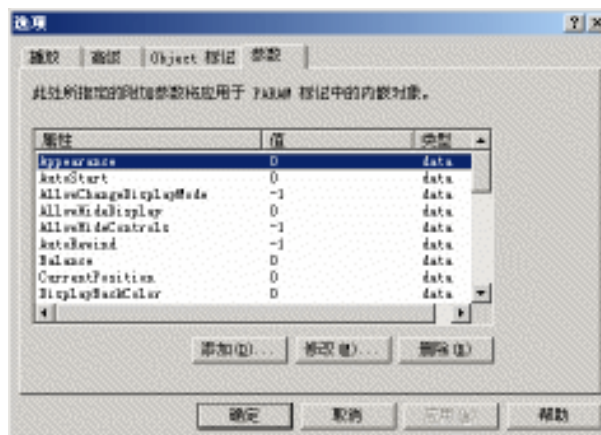 选项
播放 高级 Object 标记 参数
此处所指定的附加参数将应用于 PARAM 标记中的内嵌对象。
属性 值 类型
Appearance 0 data
AutoStart 0 data
AllowChangeDisplayMode -1 data
AllowHideDisplay 0 data
AllowHideControls -1 data
AutoRewind -1 data
Balance 0 data
CurrentPosition 0 data
DisplayBackColor 0 data
添加(D)... 修改(M)... 删除(R)
确定 取消 应用(A) 帮助